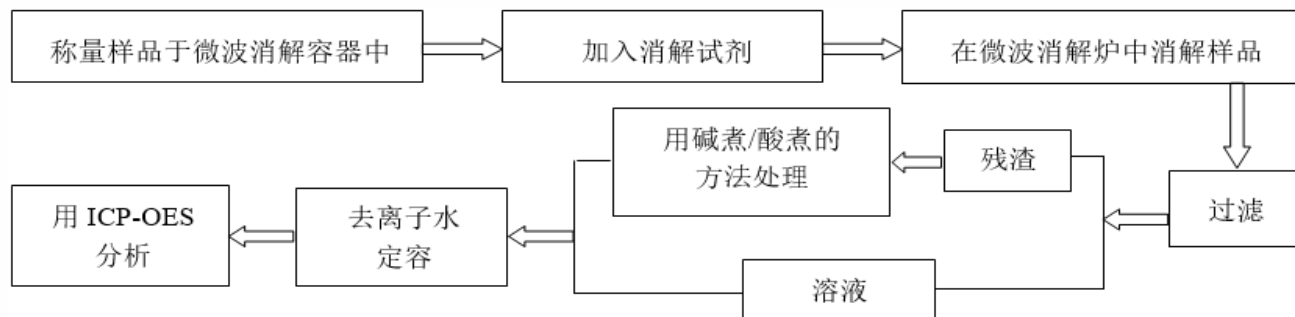 称量样品于微波消解容器中
加入消解试剂
在微波消解炉中消解样品
过滤
残渣
用碱煮/酸煮的
方法处理
溶液
去离子水
定容
用 ICP-OES
分析